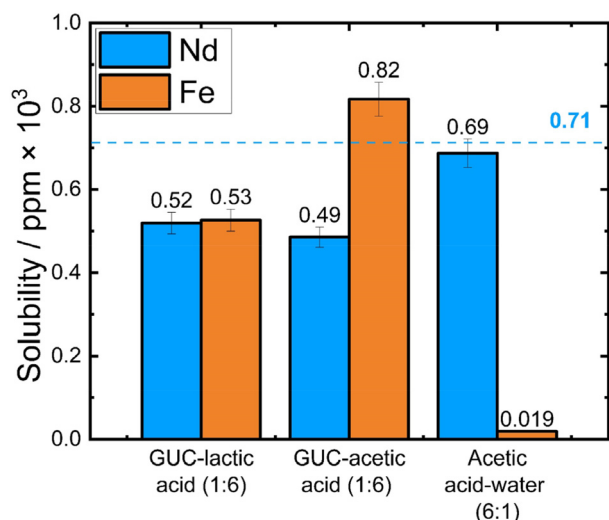 Solubility / ppm × 10³
1.0
0.8
0.6
0.4
0.2
0.0
Nd
Fe
0.52
0.53
0.49
0.82
0.69
0.019
0.71
GUC-lactic
acid (1:6)
GUC-acetic
acid (1:6)
Acetic
acid-water
(6:1)